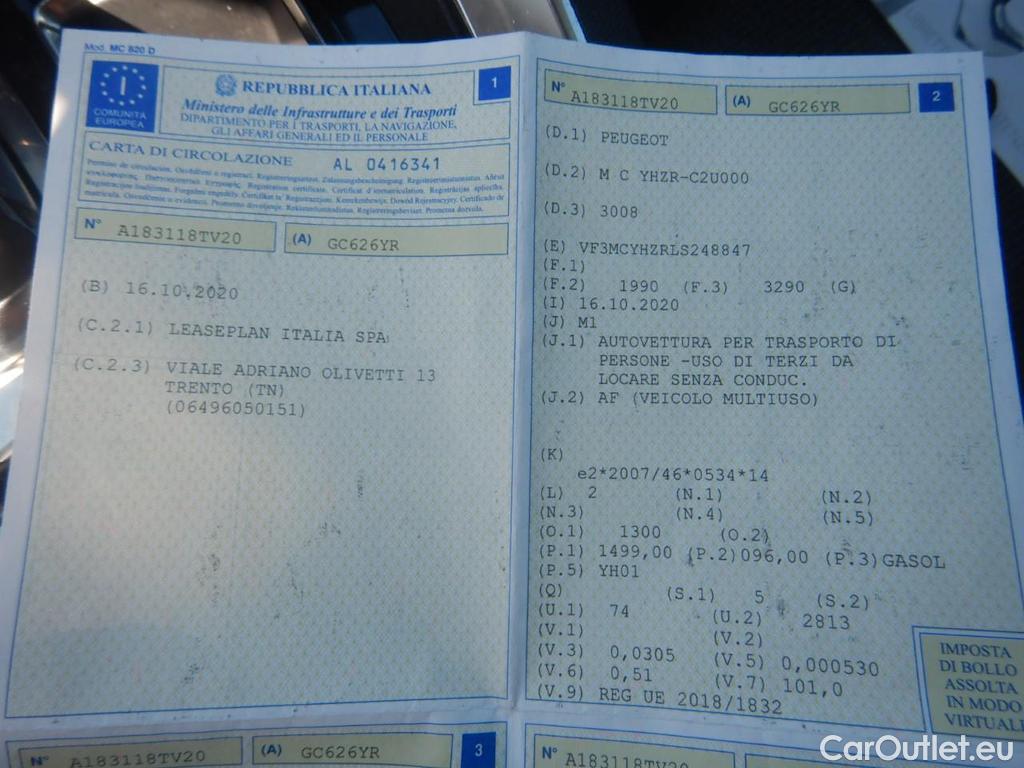 Mod. MC 820 D
I
COMUNITÀ
EUROPEA
REPUBBLICA ITALIANA
Ministero delle Infrastrutture e dei Trasporti
DIPARTIMENTO PER I TRASPORTI, LA NAVIGAZIONE,
GLI AFFARI GENERALI ED IL PERSONALE
1
CARTA DI CIRCOLAZIONE AL 0416341
N° A183118TV20 (A) GC626YR
(B) 16.10.2020
(C.2.1) LEASEPLAN ITALIA SPA
(C.2.3) VIALE ADRIANO OLIVETTI 13
TRENTO (TN)
(06496050151)
N° A183118TV20 (A) GC626YR 2
(D.1) PEUGEOT
(D.2) M C YHZR-C2U000
(D.3) 3008
(E) VF3MCYHZRLS248847
(F.1)
(F.2) 1990 (F.3) 3290 (G)
(I) 16.10.2020
(J) M1
(J.1) AUTOVETTURA PER TRASPORTO DI
PERSONE -USO DI TERZI DA
LOCARE SENZA CONDUC.
(J.2) AF (VEICOLO MULTIUSO)
(K)
e2*2007/46*0534*14
(L) 2 (N.1) (N.2)
(N.3) (N.4) (N.5)
(O.1) 1300 (O.2)
(P.1) 1499,00 (P.2)096,00 (P.3)GASOL
(P.5) YH01
(Q) (S.1) 5 (S.2)
(U.1) 74 (U.2) 2813
(V.1) (V.2)
(V.3) 0,0305 (V.5) 0,000530
(V.6) 0,51 (V.7) 101,0
(V.9) REG UE 2018/1832
IMPOSTA
DI BOLLO
ASSOLTA
IN MODO
VIRTUALE
N° A183118TV20 (A) GC626YR 3
N° A183118TV20
CarOutlet.eu